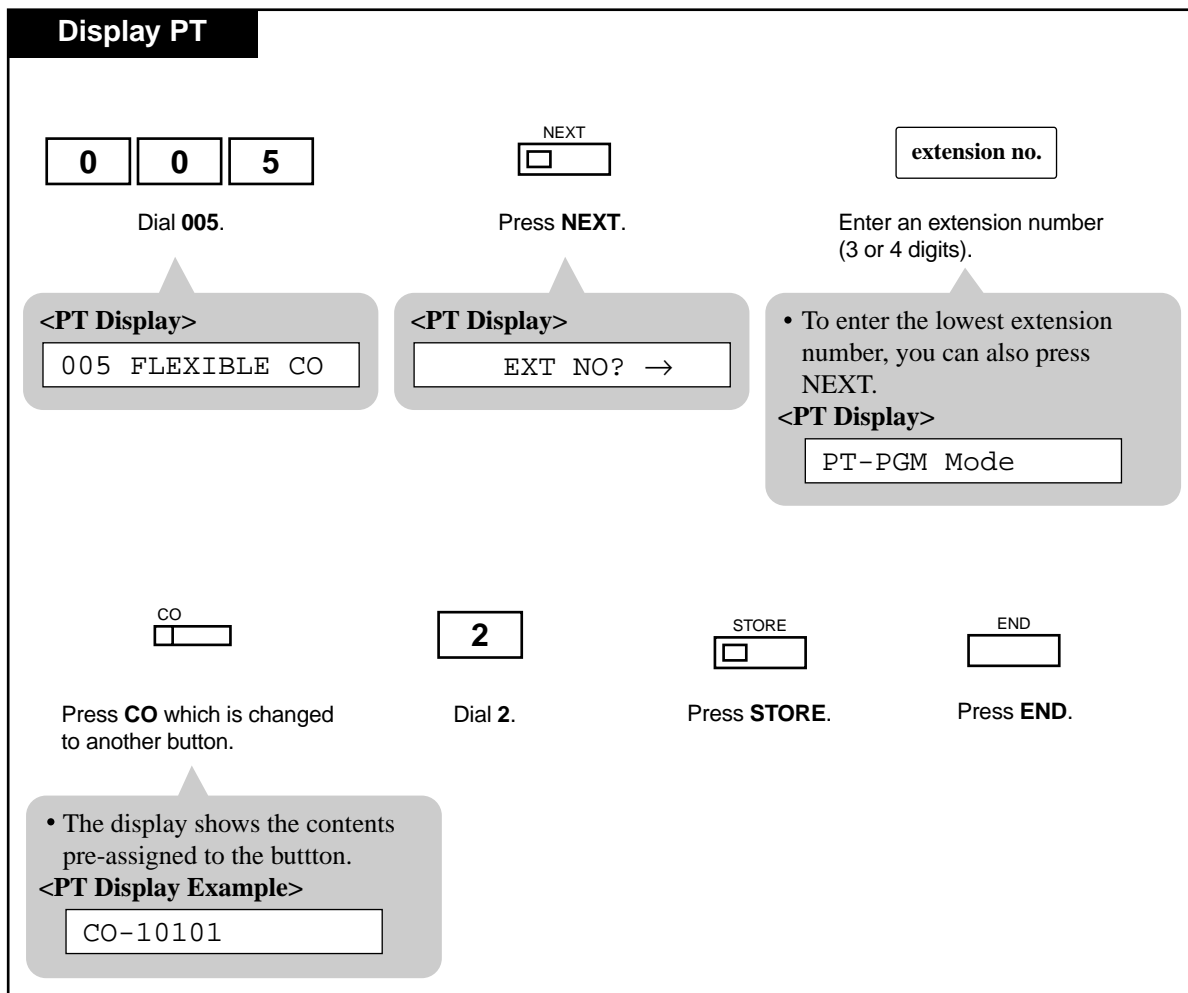 Display PT
0 0 5
Dial 005.
<PT Display>
005 FLEXIBLE CO
NEXT
Press NEXT.
<PT Display>
EXT NO? →
extension no.
Enter an extension number
(3 or 4 digits).
• To enter the lowest extension
number, you can also press
NEXT.
<PT Display>
PT-PGM Mode
CO
Press CO which is changed
to another button.
• The display shows the contents
pre-assigned to the buttton.
<PT Display Example>
CO-10101
2
Dial 2.
STORE
Press STORE.
END
Press END.